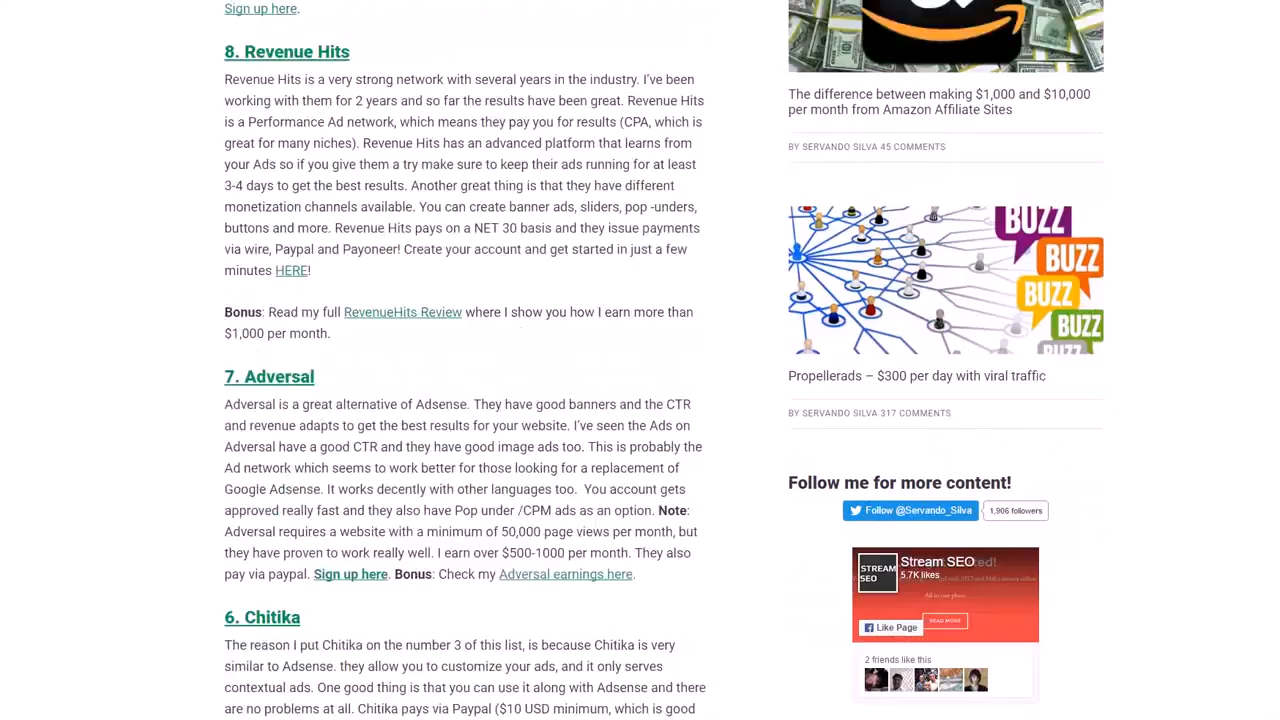 Sign up here.
8. Revenue Hits
Revenue Hits is a very strong network with several years in the industry. I've been
working with them for 2 years and so far the results have been great. Revenue Hits
is a Performance Ad network, which means they pay you for results (CPA, which is
great for many niches). Revenue Hits has an advanced platform that learns from
your Ads so if you give them a try make sure to keep their ads running for at least
3-4 days to get the best results. Another great thing is that they have different
monetization channels available. You can create banner ads, sliders, pop -unders,
buttons and more. Revenue Hits pays on a NET 30 basis and they issue payments
via wire, Paypal and Payoneer! Create your account and get started in just a few
minutes HERE!
Bonus: Read my full RevenueHits Review where I show you how I earn more than
$1,000 per month.
7. Adversal
Adversal is a great alternative of Adsense. They have good banners and the CTR
and revenue adapts to get the best results for your website. I've seen the Ads on
Adversal have a good CTR and they have good image ads too. This is probably the
Ad network which seems to work better for those looking for a replacement of
Google Adsense. It works decently with other languages too.  You account gets
approved really fast and they also have Pop under /CPM ads as an option. Note:
Adversal requires a website with a minimum of 50,000 page views per month, but
they have proven to work really well. I earn over $500-1000 per month. They also
pay via paypal. Sign up here. Bonus: Check my Adversal earnings here.
6. Chitika
The reason I put Chitika on the number 3 of this list, is because Chitika is very
similar to Adsense. they allow you to customize your ads, and it only serves
contextual ads. One good thing is that you can use it along with Adsense and there
are no problems at all. Chitika pays via Paypal ($10 USD minimum, which is good
The difference between making $1,000 and $10,000
per month from Amazon Affiliate Sites
BY SERVANDO SILVA 45 COMMENTS
BUZZ
BUZZ
BUZZ
BUZZ
BUZZ
Propellerads – $300 per day with viral traffic
BY SERVANDO SILVA 317 COMMENTS
Follow me for more content!
Follow @Servando_Silva
1,906 followers
STREAM
SEO
Stream SEO
5.7K likes
All in our place.
READ MORE
Like Page
2 friends like this